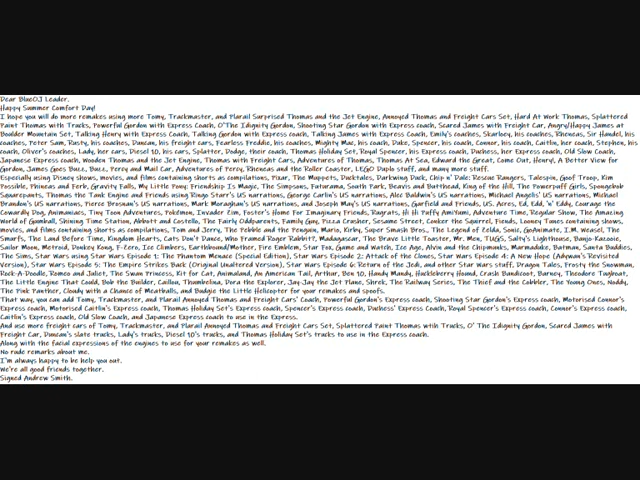 Dear BlueOJ Leader.
Happy Summer Comfort Day!
I hope you will do more remakes using more Tomy, Trackmaster, and Plarail Surprised Thomas and the Jet Engine, Annoyed Thomas and Freight Cars Set, Hard At Work Thomas, Splattered
Paint Thomas with Tracks, Powerful Gordon with Express Coach, O'The Idignity Gordon, Shooting Star Gordon with Express coach, Scared James with Freight Car, Angry/Happy James at
Boulder Mountain Set, Talking Henry with Express Coach, Talking Gordon with Express coach, Talking James with Express Coach, Emily's coaches, Skarloey, his coaches, Rheneas, Sir Handel, his
coaches, Peter Sam, Rusty, his coaches, Duncan, his freight cars, Fearless Freddie, his coaches, Mighty Mac, his coach, Duke, Spencer, his coach, Connor, his coach, Caitlin, her coach, Stephen, his
coach, Oliver's coaches, Lady, her cars, Diesel 10, his cars, Splatter, Dodge, their coach, Thomas Holiday Set, Royal Spencer, his Express coach, Duchess, her Express coach, Old Slow Coach,
Japanese Express coach, Wooden Thomas and the Jet Engine, Thomas with Freight Cars, Adventures of Thomas, Thomas At Sea, Edward the Great, Come Out, Henry!, A Better View for
Gordon, James Goes Buzz, Buzz, Percy and Mail Car, Adventures of Percy, Rheneas and the Roller Coaster, LEGO Duplo stuff, and many more stuff.
Especially using Disney shows, movies, and films containing shorts as compilations, Pixar, The Muppets, Ducktales, Darkwing Duck, Chip n' Dale: Rescue Rangers, Talespin, Goof Troop, Kim
Possible, Phineas and Ferb, Gravity Falls, My Little Pony: Friendship Is Magic, The Simpsons, Futurama, South Park, Beavis and Butthead, King of the Hill, The Powerpuff Girls, Spongebob
Squarepants, Thomas the Tank Engine and Friends using Ringo Starr's US narrations, George Carlin's US narrations, Alec Baldwin's US narrations, Michael Angelis' US narrations, Michael
Brandon's US narrations, Pierce Brosnan's US narrations, Mark Moraghan's US narrations, and Joseph May's US narrations, Garfield and Friends, US Acres, Ed, Edd, 'n' Eddy, Courage the
Cowardly Dog, Animaniacs, Tiny Toon Adventures, Pokémon, Invader Zim, Foster's Home For Imaginary Friends, Rugrats, Hi Hi Puffy AmiYumi, Adventure Time, Regular Show, The Amazing
World of Gumball, Shining Time Station, Abbott and Costello, The Fairly Oddparents, Family Guy, Pizza Crasher, Sesame Street, Conker the Squirrel, Fievel, Looney Tunes containing shows,
movies, and films containing shorts as compilations, Tom and Jerry, The Pebble and the Penguin, Mario, Kirby, Super Smash Bros., The Legend of Zelda, Sonic, GoAnimate, I.M. Weasel, The
Smurfs, The Land Before Time, Kingdom Hearts, Cats Don't Dance, Who Framed Roger Rabbit?, Madagascar, The Brave Little Toaster, Mr. Men, TUGS, Salty's Lighthouse, Banjo-Kazooie,
Sailor Moon, Metroid, Donkey Kong, F-Zero, Ice Climbers, Earthbound/Mother, Fire Emblem, Star Fox, Game and Watch, Ice Age, Alvin and the Chipmunks, Marmaduke, Batman, Santa Buddies,
The Sims, Star Wars using Star Wars Episode 1: The Phantom Menace (Special Edition), Star Wars Episode 2: Attack of the Clones, Star Wars Episode 4: A New Hope (Adywan's Revisited
Version), Star Wars Episode 5: The Empire Strikes Back (Original Unaltered Version), Star Wars Episode 6: Return of the Jedi, and other Star Wars stuff, Dragon Tales, Frosty the Snowman,
Rock-A-Doodle, Romeo and Juliet, The Swan Princess, Kit for Cat, Animaland, An American Tail, Arthur, Ben 10, Handy Mandy, Huckleberry Hound, Crash Bandicoot, Barney, Theodore Tugboat,
The Little Engine That Could, Bob the Builder, Caillou, Thumbelina, Dora the Explorer, Jay Jay the Jet Plane, Shrek, The Railway Series, The Thief and the Cobbler, The Young Ones, Noddy,
The Pink Panther, Cloudy with a Chance of Meatballs, and Budgie the Little Helicopter for your remakes and spoofs.
That way, you can add Tomy, Trackmaster, and Plarail Annoyed Thomas and Freight Cars' Coach, Powerful Gordon's Express coach, Shooting Star Gordon's Express coach, Motorised Connor's
Express coach, Motorised Caitlin's Express coach, Thomas Holiday Set's Express coach, Spencer's Express coach, Duchess' Express coach, Royal Spencer's Express coach, Connor's Express coach,
Caitlin's Express coach, Old Slow Coach, and Japanese Express coach to use in the Express.
And use more freight cars of Tomy, Trackmaster, and Plarail Annoyed Thomas and Freight Cars Set, Splattered Paint Thomas with Tracks, O' The Idignity Gordon, Scared James with
Freight Car, Duncan's slate trucks, Lady's trucks, Diesel 10's trucks, and Thomas Holiday Set's trucks to use in the Express coach.
Along with the facial expressions of the engines to use for your remakes as well.
No rude remarks about me.
I'm always happy to be help you out.
We're all good friends together.
Signed Andrew Smith.